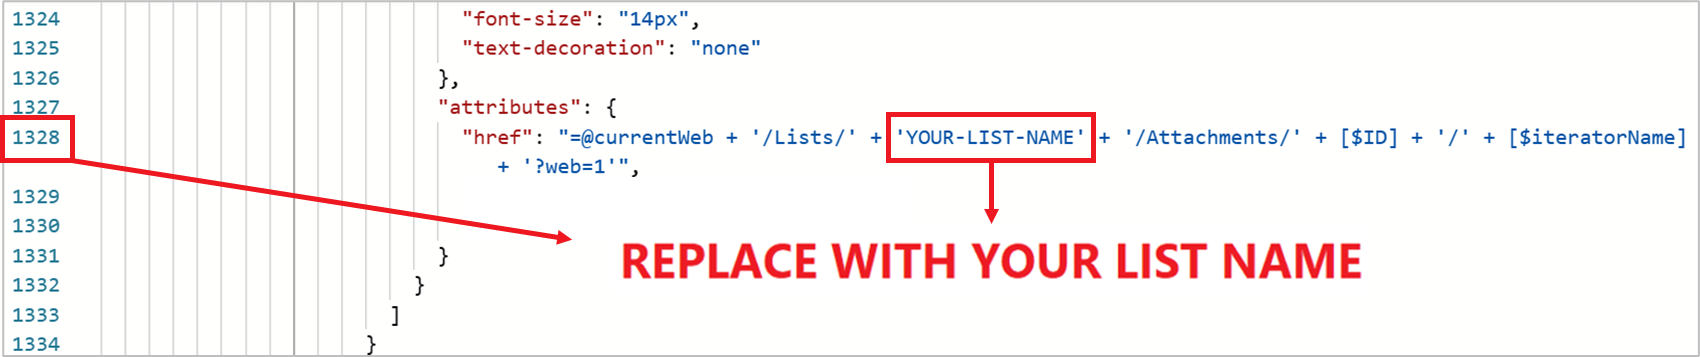 1324 "font-size": "14px",
1325 "text-decoration": "none"
1326 },
1327 "attributes": {
1328 "href": "=@currentWeb + '/Lists/' + 'YOUR-LIST-NAME' + '/Attachments/' + [$ID] + '/' + [$iteratorName]
+ '?web=1'",
1329
1330
REPLACE WITH YOUR LIST NAME
1331 }
1332 }
1333 ]
1334 }